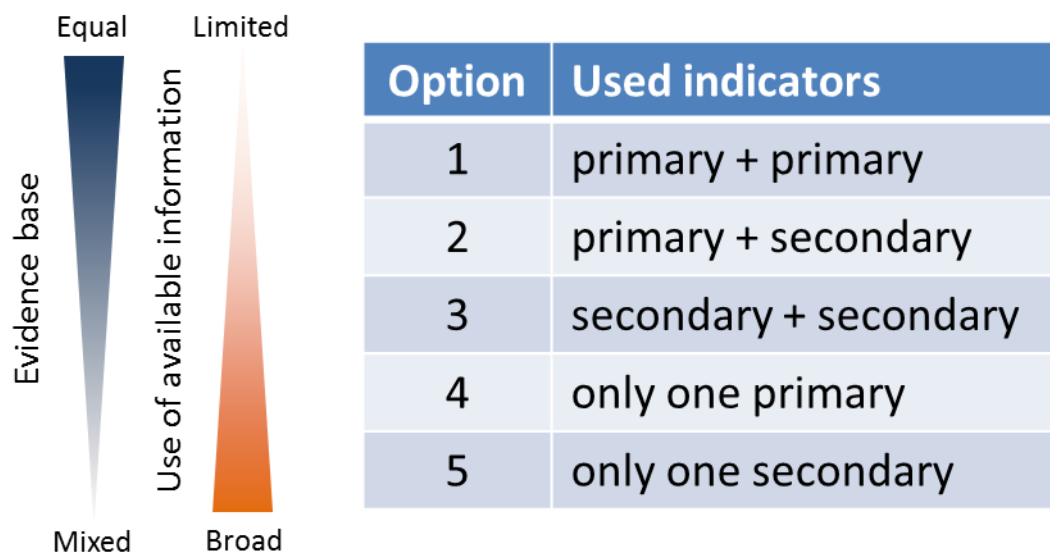 Equal
Limited
Evidence base
Use of available information
Mixed
Broad
Option Used indicators
1 primary + primary
2 primary + secondary
3 secondary + secondary
4 only one primary
5 only one secondary